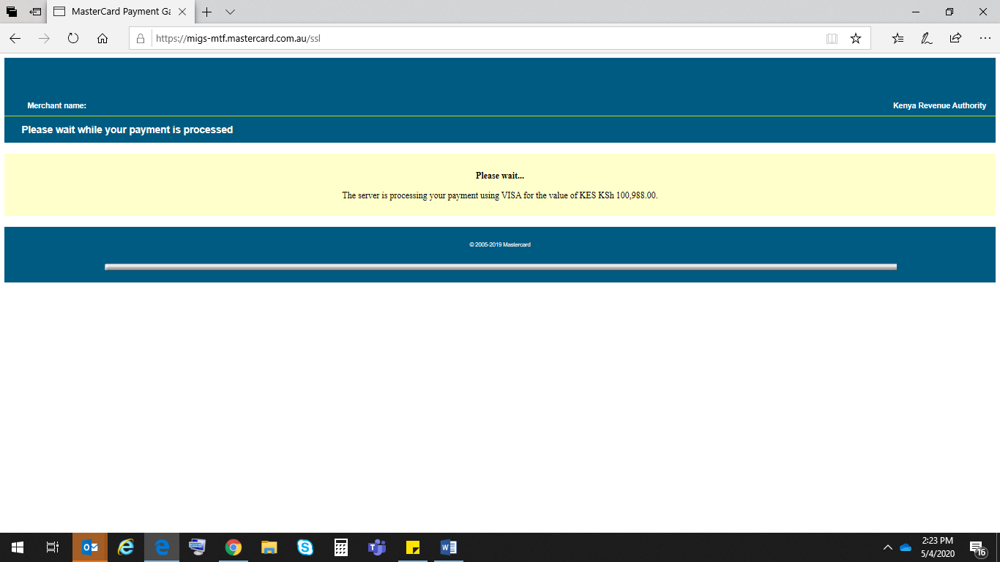 MasterCard Payment Ga
https://migs-mtf.mastercard.com.au/ssl
Merchant name:
Kenya Revenue Authority
Please wait while your payment is processed
Please wait...
The server is processing your payment using VISA for the value of KES KSh 100,988.00.
© 2005-2019 Mastercard
2:23 PM
5/4/2020
16